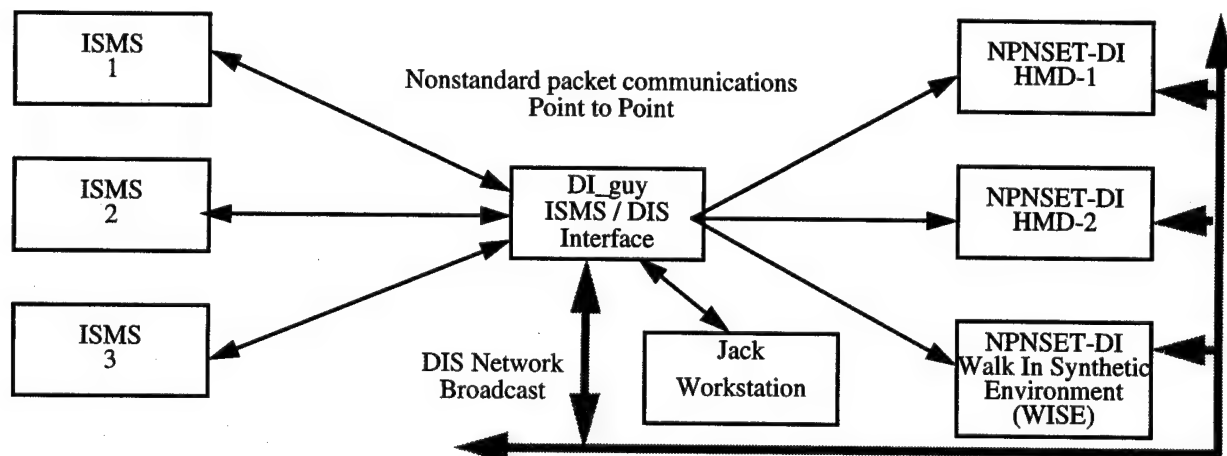 ISMS
1
Nonstandard packet communications
Point to Point
NPNSET-DI
HMD-1
ISMS
2
DI_guy
ISMS / DIS
Interface
NPNSET-DI
HMD-2
ISMS
3
DIS Network
Broadcast
Jack
Workstation
NPNSET-DI
Walk In Synthetic
Environment
(WISE)